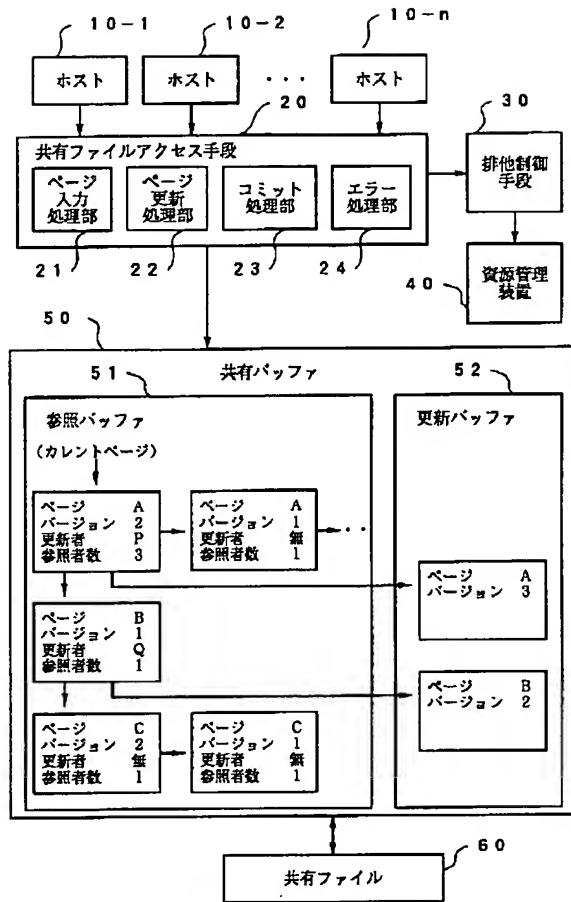 10-1
10-2
10-n
ホスト
ホスト
・・・
ホスト
20
30
共有ファイルアクセス手段
ページ
入力
処理部
ページ
更新
処理部
コミット
処理部
エラー
処理部
21
22
23
24
排他制御
手段
40
資源管理
装置
50
51
共有バッファ
52
参照バッファ
更新バッファ
(カレントページ)
ページ A
バージョン 2
更新者 P
参照者数 3
ページ A
バージョン 1
更新者 無
参照者数 1
・・
ページ A
バージョン 3
ページ B
バージョン 1
更新者 Q
参照者数 1
ページ B
バージョン 2
ページ C
バージョン 2
更新者 無
参照者数 1
ページ C
バージョン 1
更新者 無
参照者数 1
共有ファイル
60